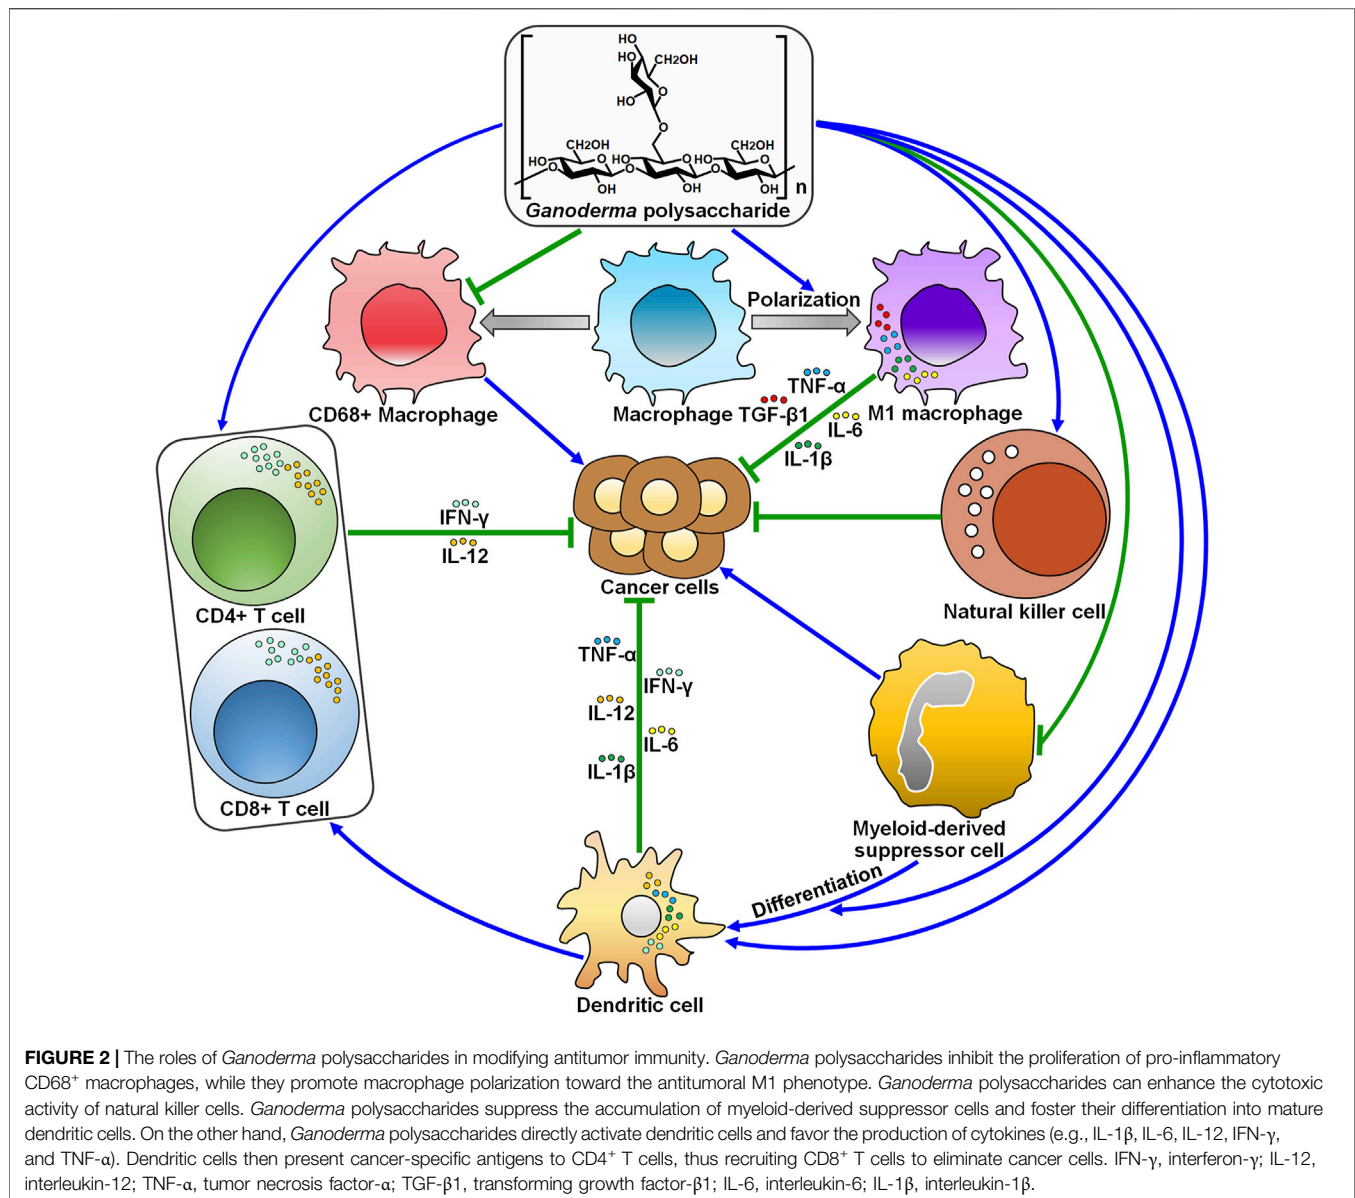 HO
HO
CH2OH
O
HO
O
CH2OH
CH2OH
HO
O
HO
O
HO
O
O
O
O
OH
OH
OH
n
Ganoderma polysaccharide
Polarization
CD68+ Macrophage
Macrophage
M1 macrophage
TNF-α
TGF-β1
IL-6
IL-1β
IFN-γ
IL-12
Cancer cells
CD4+ T cell
Natural killer cell
TNF-α
IFN-γ
IL-12
IL-6
IL-1β
CD8+ T cell
Myeloid-derived
suppressor cell
Differentiation
Dendritic cell
FIGURE 2 | The roles of Ganoderma polysaccharides in modifying antitumor immunity. Ganoderma polysaccharides inhibit the proliferation of pro-inflammatory
CD68+ macrophages, while they promote macrophage polarization toward the antitumoral M1 phenotype. Ganoderma polysaccharides can enhance the cytotoxic
activity of natural killer cells. Ganoderma polysaccharides suppress the accumulation of myeloid-derived suppressor cells and foster their differentiation into mature
dendritic cells. On the other hand, Ganoderma polysaccharides directly activate dendritic cells and favor the production of cytokines (e.g., IL-1β, IL-6, IL-12, IFN-γ,
and TNF-α). Dendritic cells then present cancer-specific antigens to CD4+ T cells, thus recruiting CD8+ T cells to eliminate cancer cells. IFN-γ, interferon-γ; IL-12,
interleukin-12; TNF-α, tumor necrosis factor-α; TGF-β1, transforming growth factor-β1; IL-6, interleukin-6; IL-1β, interleukin-1β.